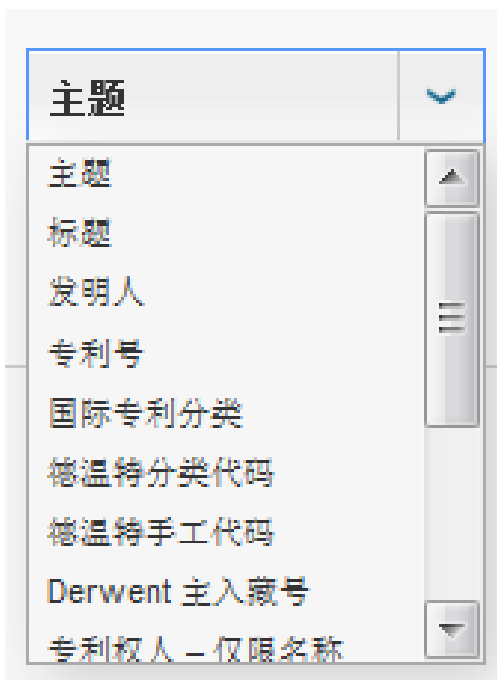 主题
主题
标题
发明人
专利号
国际专利分类
德温特分类代码
德温特手工代码
Derwent 主入藏号
专利权人 – 仅限名称